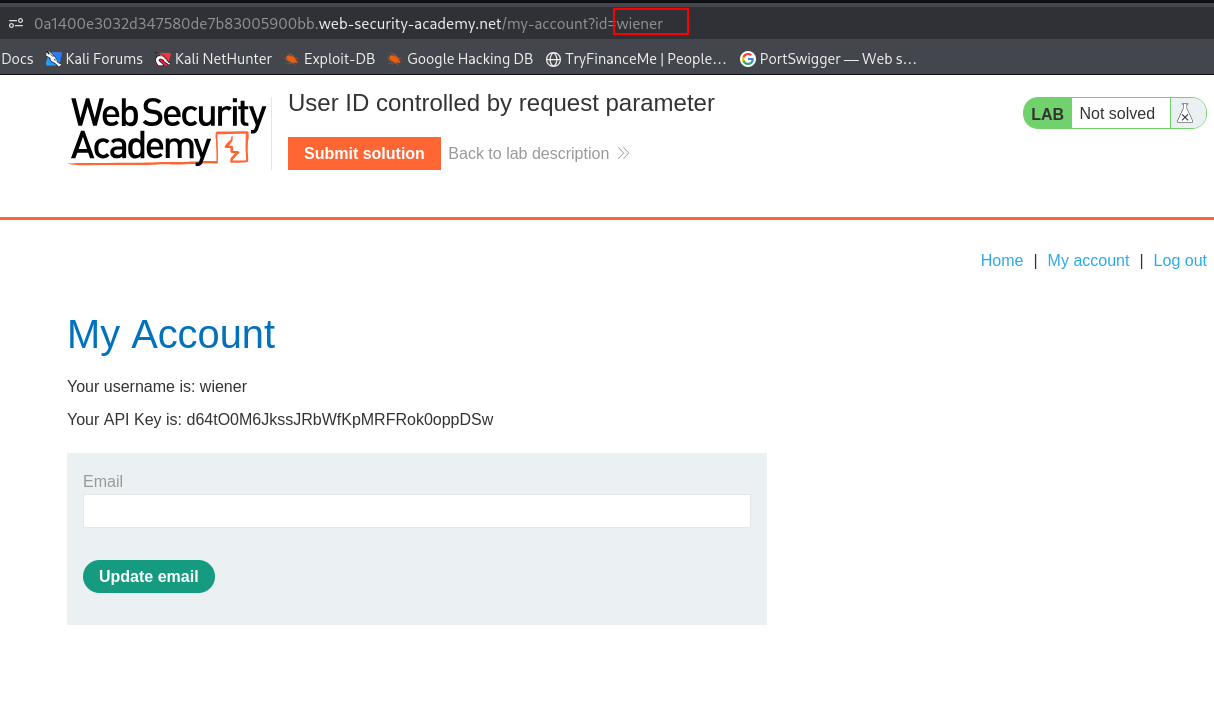 0a1400e3032d347580de7b83005900bb.web-security-academy.net/my-account?id=wiener
Docs Kali Forums Kali NetHunter Exploit-DB Google Hacking DB TryFinanceMe | People… PortSwigger — Web s…
Web Security
Academy
User ID controlled by request parameter
LAB Not solved
Submit solution Back to lab description
Home | My account | Log out
My Account
Your username is: wiener
Your API Key is: d64tO0M6JkssJRbWfKpMRFRok0oppDSw
Email
Update email